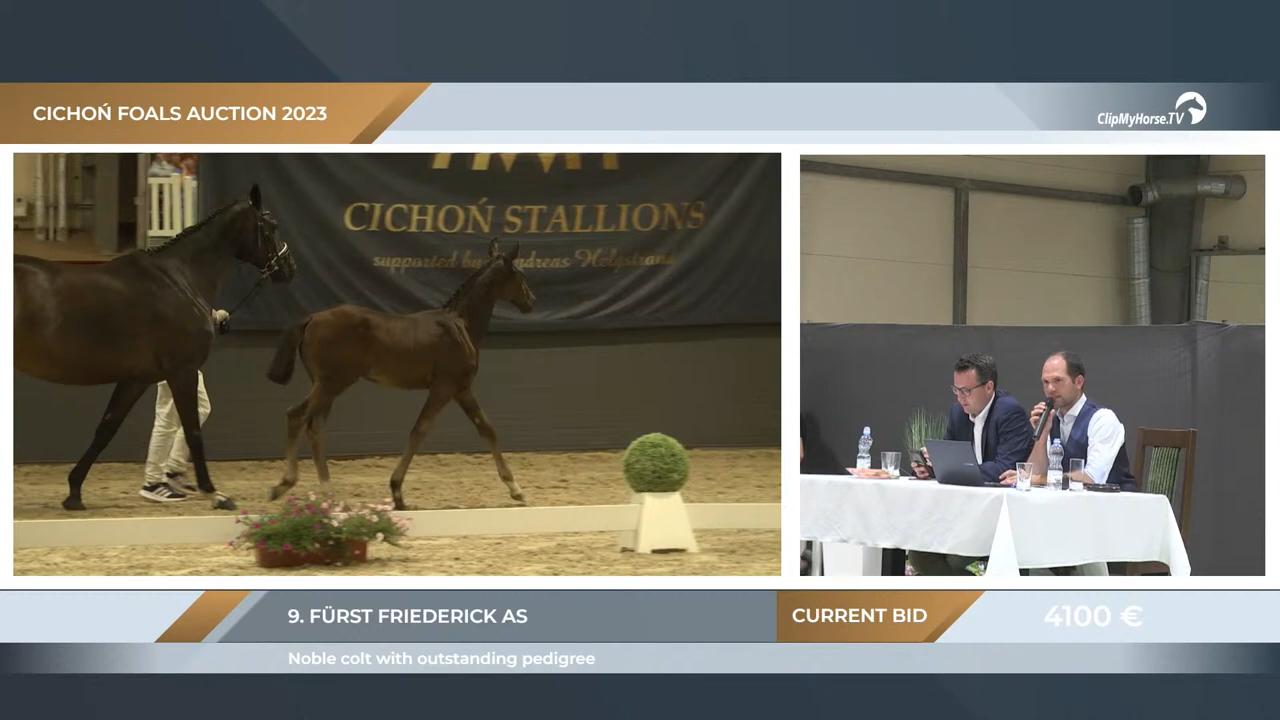 CICHOŃ FOALS AUCTION 2023
ClipMyHorse.TV
CICHOŃ STALLIONS
supported by Andreas Helgstrand
9. FÜRST FRIEDERICK AS
CURRENT BID
4100 €
Noble colt with outstanding pedigree